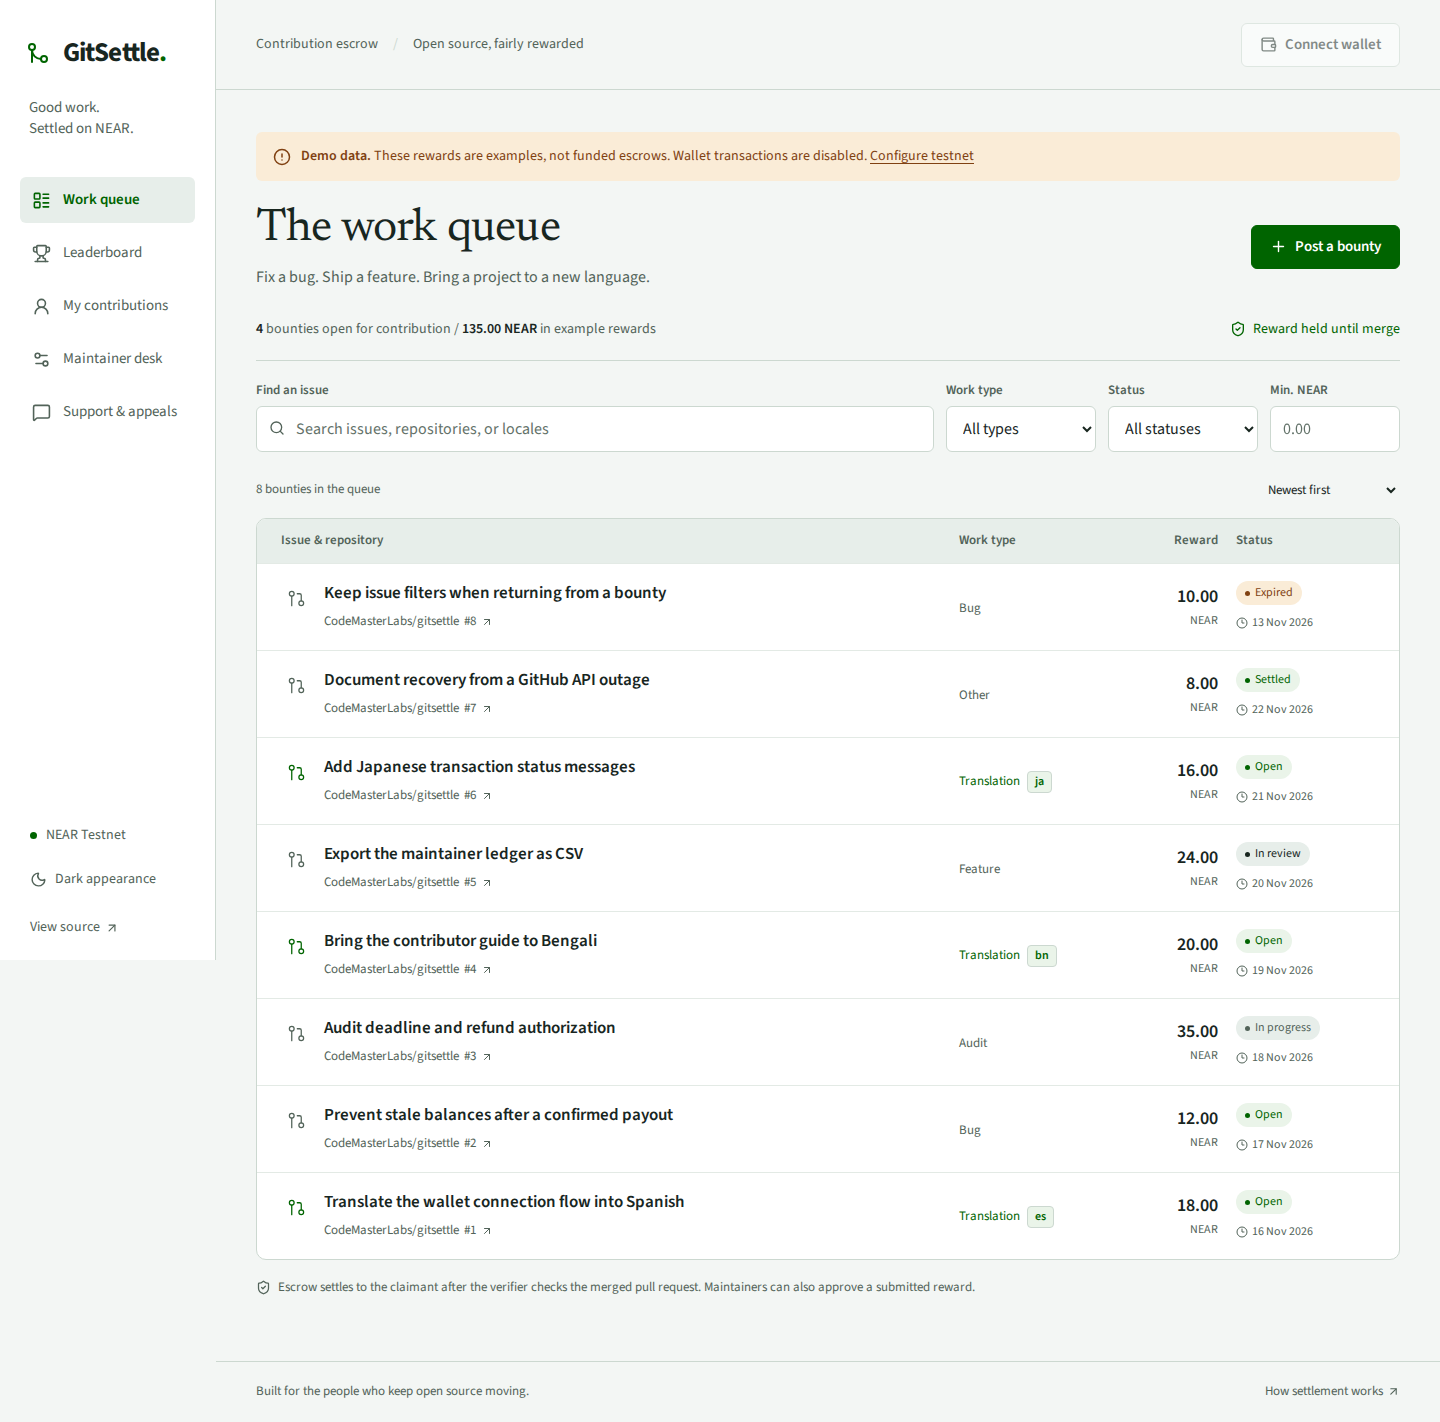 GitSettle.
Good work.
Settled on NEAR.
Work queue
Leaderboard
My contributions
Maintainer desk
Support & appeals
NEAR Testnet
Dark appearance
View source
Contribution escrow / Open source, fairly rewarded
Connect wallet
Demo data. These rewards are examples, not funded escrows. Wallet transactions are disabled. Configure testnet
The work queue
Fix a bug. Ship a feature. Bring a project to a new language.
Post a bounty
4 bounties open for contribution / 135.00 NEAR in example rewards
Reward held until merge
Find an issue
Search issues, repositories, or locales
Work type
All types
Status
All statuses
Min. NEAR
0.00
8 bounties in the queue
Newest first
Issue & repository Work type Reward Status
Keep issue filters when returning from a bounty
CodeMasterLabs/gitsettle #8
Bug
10.00
NEAR
Expired
13 Nov 2026
Document recovery from a GitHub API outage
CodeMasterLabs/gitsettle #7
Other
8.00
NEAR
Settled
22 Nov 2026
Add Japanese transaction status messages
CodeMasterLabs/gitsettle #6
Translation ja
16.00
NEAR
Open
21 Nov 2026
Export the maintainer ledger as CSV
CodeMasterLabs/gitsettle #5
Feature
24.00
NEAR
In review
20 Nov 2026
Bring the contributor guide to Bengali
CodeMasterLabs/gitsettle #4
Translation bn
20.00
NEAR
Open
19 Nov 2026
Audit deadline and refund authorization
CodeMasterLabs/gitsettle #3
Audit
35.00
NEAR
In progress
18 Nov 2026
Prevent stale balances after a confirmed payout
CodeMasterLabs/gitsettle #2
Bug
12.00
NEAR
Open
17 Nov 2026
Translate the wallet connection flow into Spanish
CodeMasterLabs/gitsettle #1
Translation es
18.00
NEAR
Open
16 Nov 2026
Escrow settles to the claimant after the verifier checks the merged pull request. Maintainers can also approve a submitted reward.
Built for the people who keep open source moving.
How settlement works